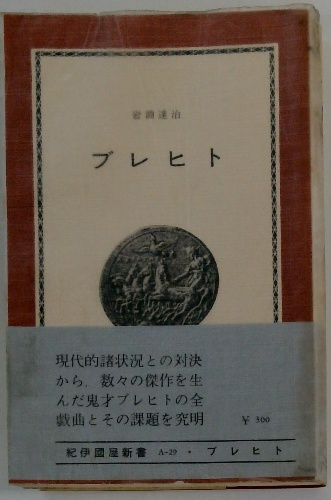 岩淵達治
ブレヒト
現代的諸状況との対決
から、数々の傑作を生
んだ鬼才ブレヒトの全
戯曲とその課題を究明
¥ 300
紀伊國屋新書 A-29 ・ ブレヒト